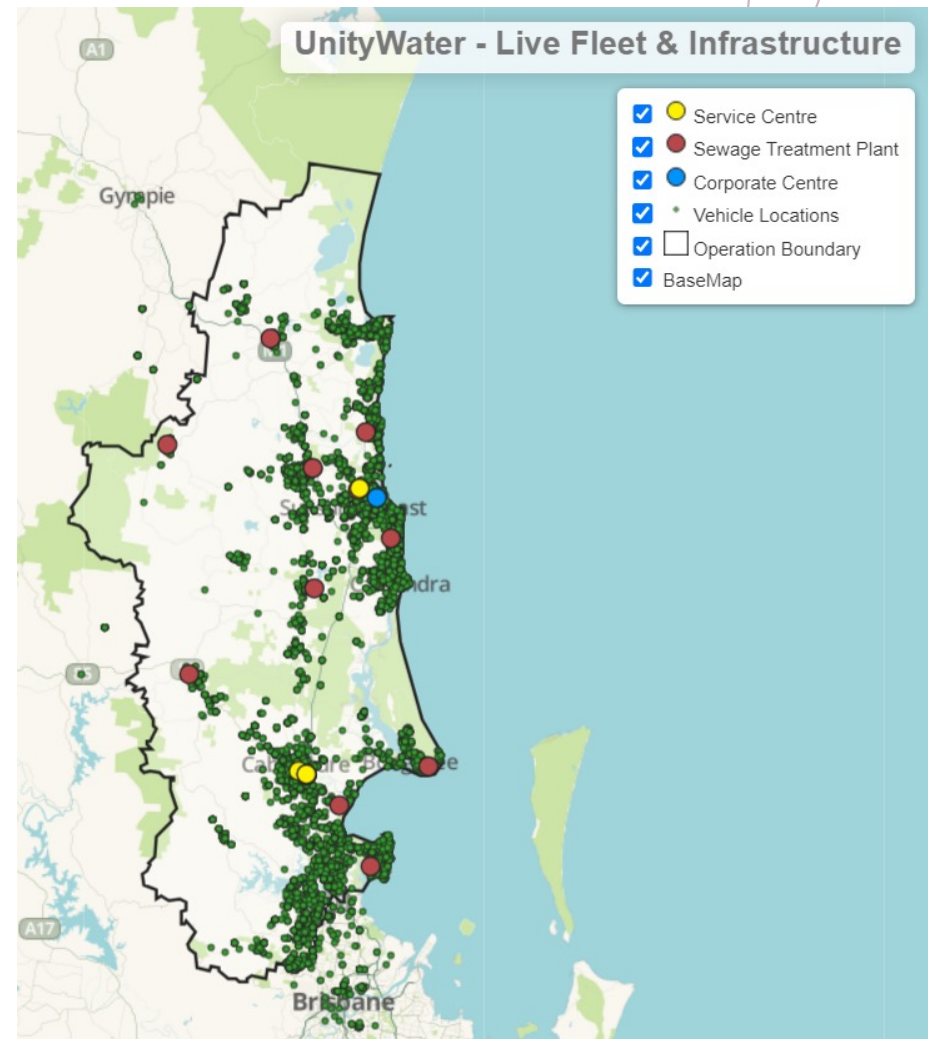 UnityWater - Live Fleet & Infrastructure
Service Centre
Sewage Treatment Plant
Corporate Centre
Vehicle Locations
Operation Boundary
BaseMap
A1
Gympie
Brisbane
A17